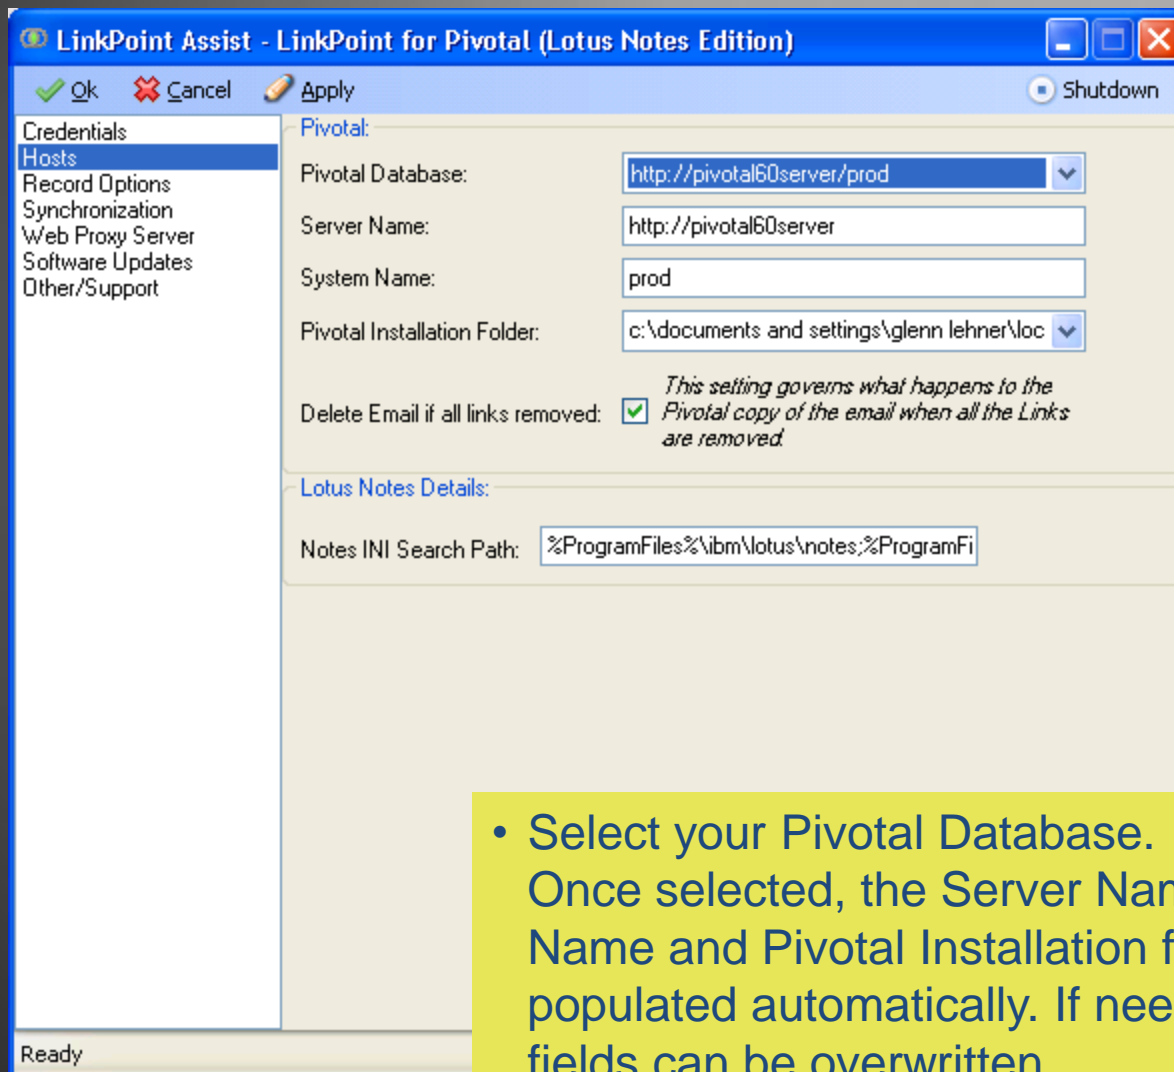 LinkPoint Assist - LinkPoint for Pivotal (Lotus Notes Edition)
Ok Cancel Apply Shutdown
Credentials
Hosts
Record Options
Synchronization
Web Proxy Server
Software Updates
Other/Support
Pivotal:
Pivotal Database: http://pivotal60server/prod
Server Name: http://pivotal60server
System Name: prod
Pivotal Installation Folder: c:\documents and settings\glenn lehner\loc
Delete Email if all links removed:
This setting governs what happens to the
Pivotal copy of the email when all the Links
are removed.
Lotus Notes Details:
Notes INI Search Path: %ProgramFiles%\ibm\lotus\notes;%ProgramFi
• Select your Pivotal Database.
Once selected, the Server
Name and Pivotal Installation
populated automatically. If
fields can be overwritten
Ready